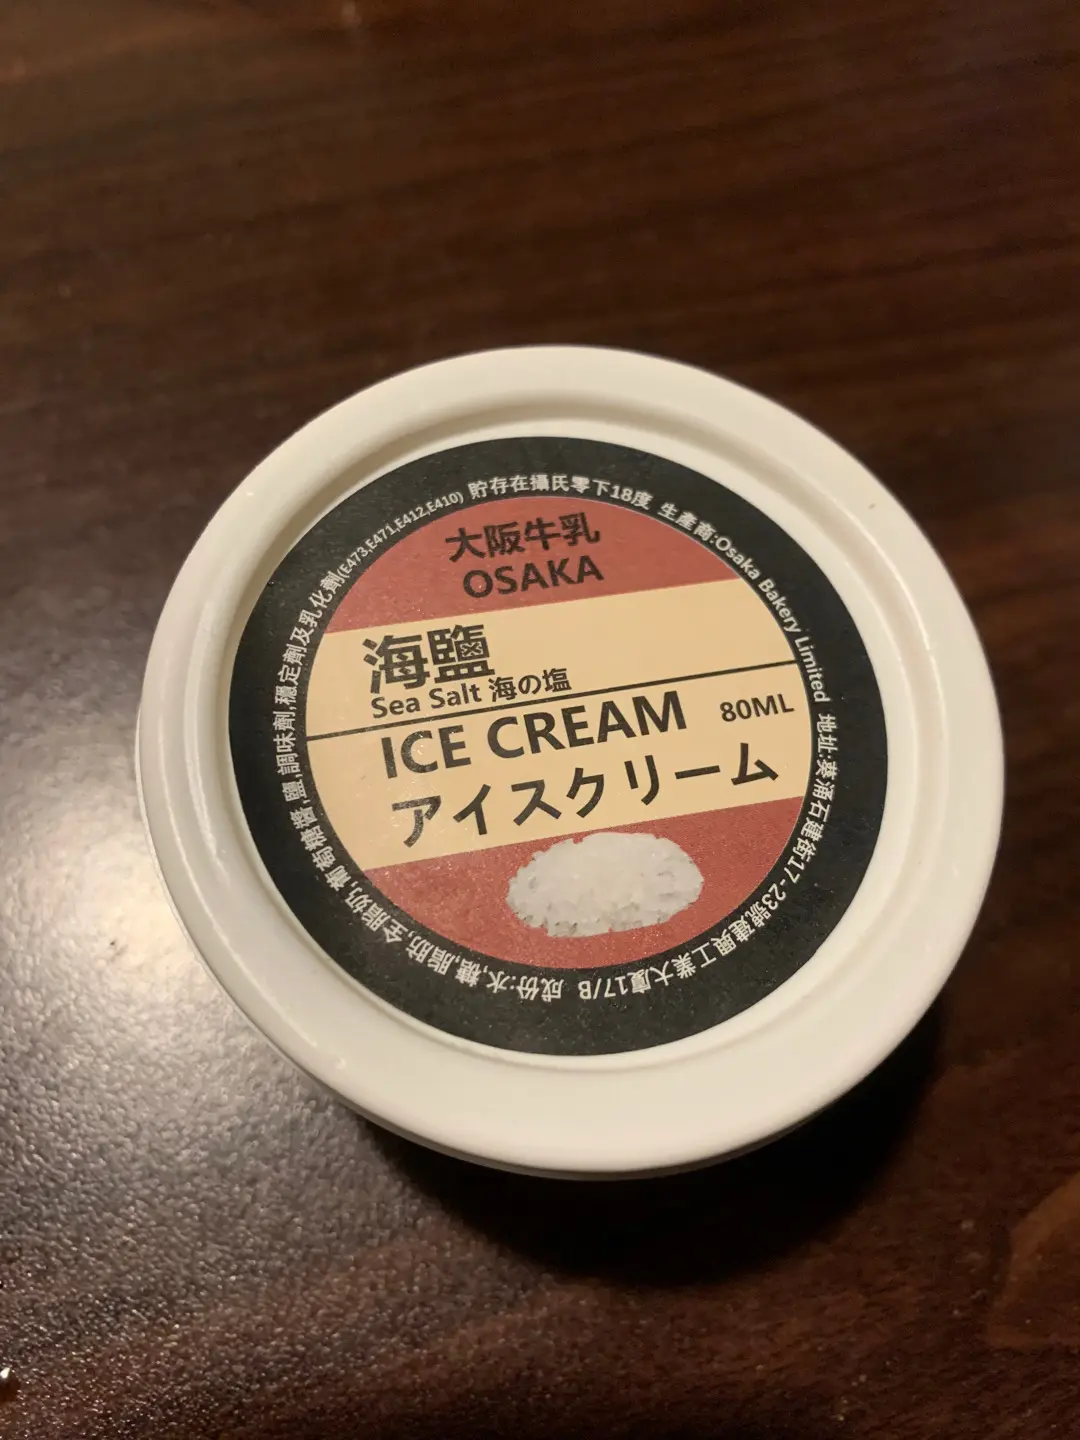 大阪牛乳
OSAKA
海鹽
Sea Salt 海の塩
ICE CREAM 80ML
アイスクリーム
成份:水,糖,脂肪,全脂奶,葡萄糖醬,鹽,調味劑,穩定劑及乳化劑(E473,E471,E412,E410) 貯存在攝氏零下18度 生產商:Osaka Bakery Limited 地址:葵涌石建街17-23號建興工業大廈17/B